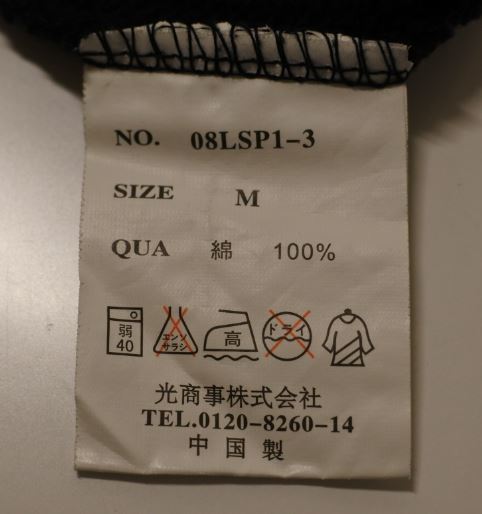 NO. 08LSP1-3
SIZE M
QUA 綿 100%
弱 40 エンソ サラシ 高 ドライ
光商事株式会社
TEL.0120-8260-14
中国製